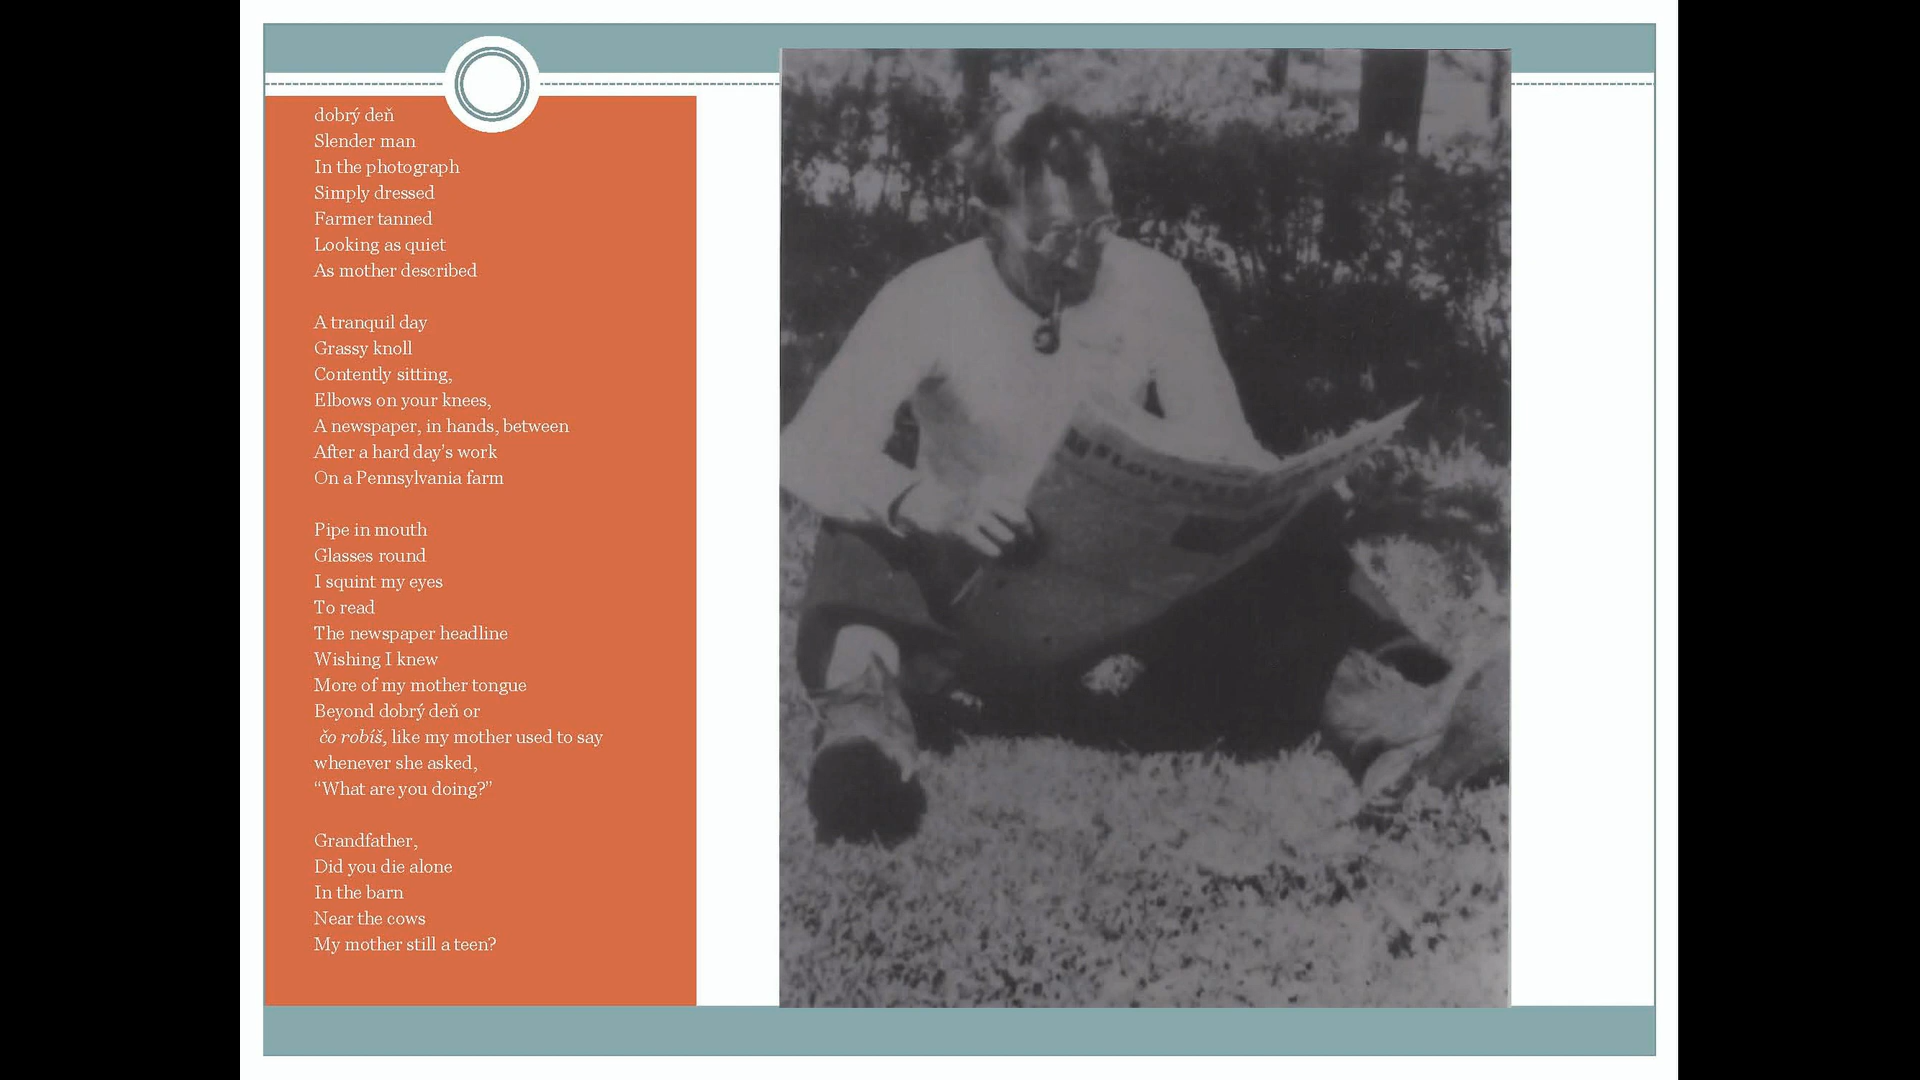 dobrý deň
Slender man
In the photograph
Simply dressed
Farmer tanned
Looking as quiet
As mother described
A tranquil day
Grassy knoll
Contently sitting,
Elbows on your knees,
A newspaper, in hands, between
After a hard day’s work
On a Pennsylvania farm
Pipe in mouth
Glasses round
I squint my eyes
To read
The newspaper headline
Wishing I knew
More of my mother tongue
Beyond dobrý deň or
čo robíš, like my mother used to say
whenever she asked,
“What are you doing?”
Grandfather,
Did you die alone
In the barn
Near the cows
My mother still a teen?